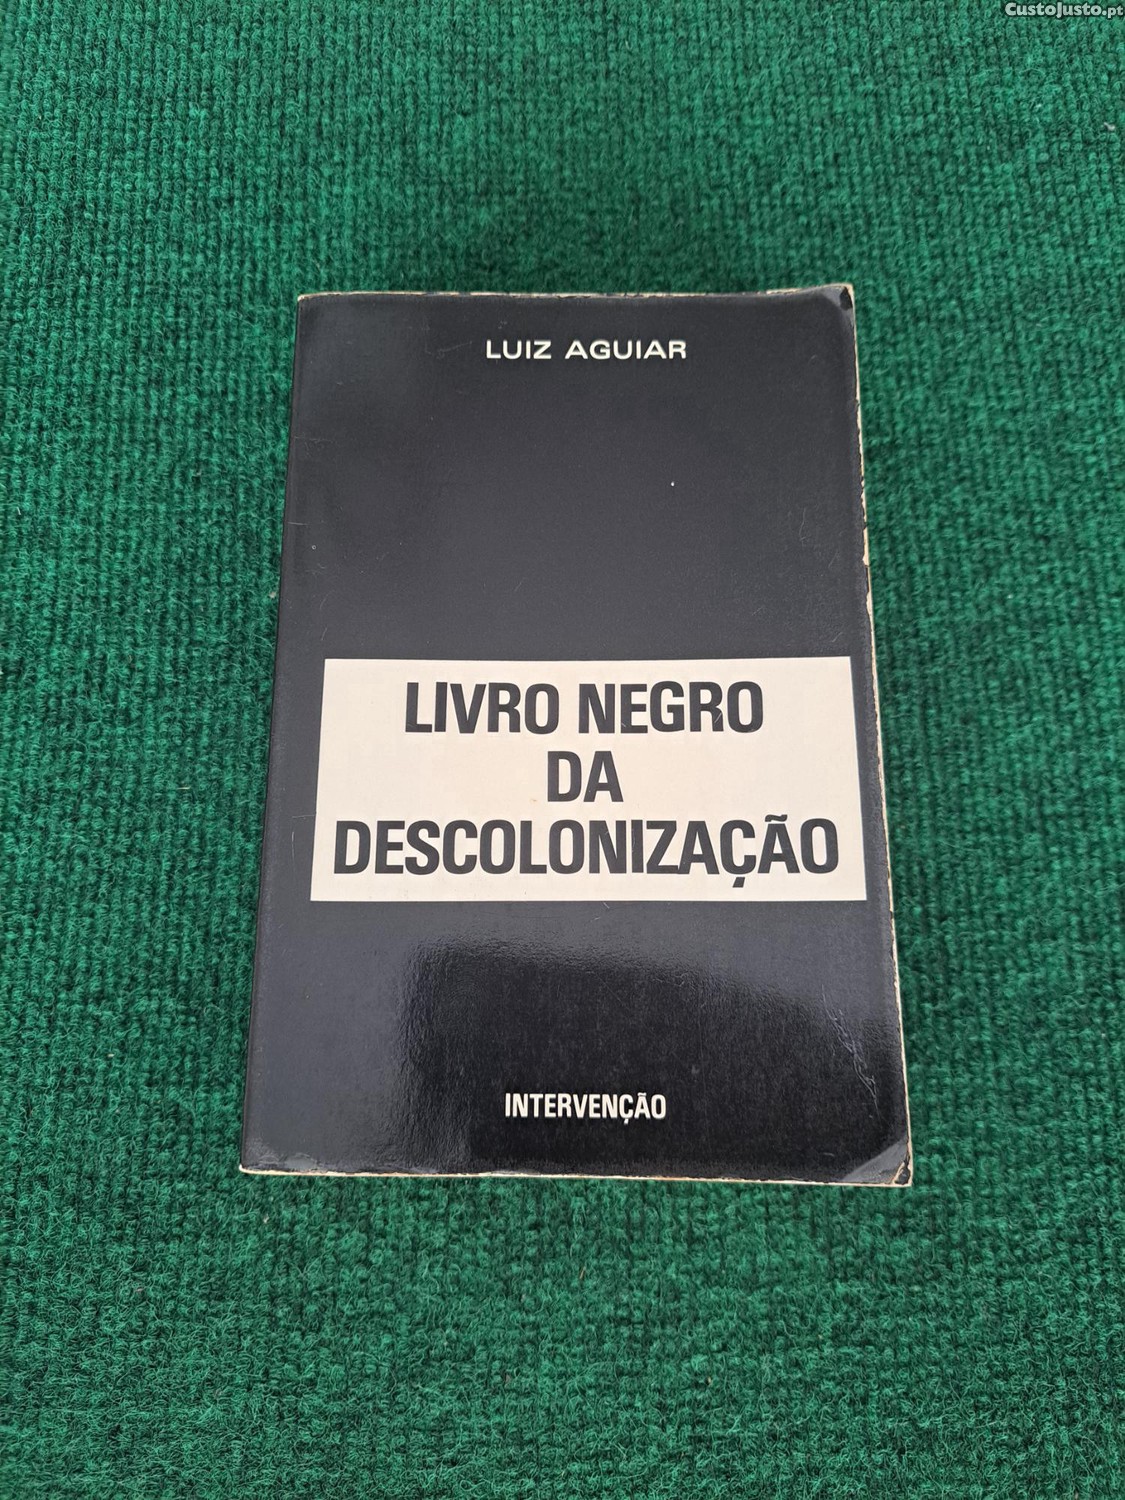 CustoJusto.pt
LUIZ AGUIAR
LIVRO NEGRO
DA
DESCOLONIZAÇÃO
INTERVENÇÃO